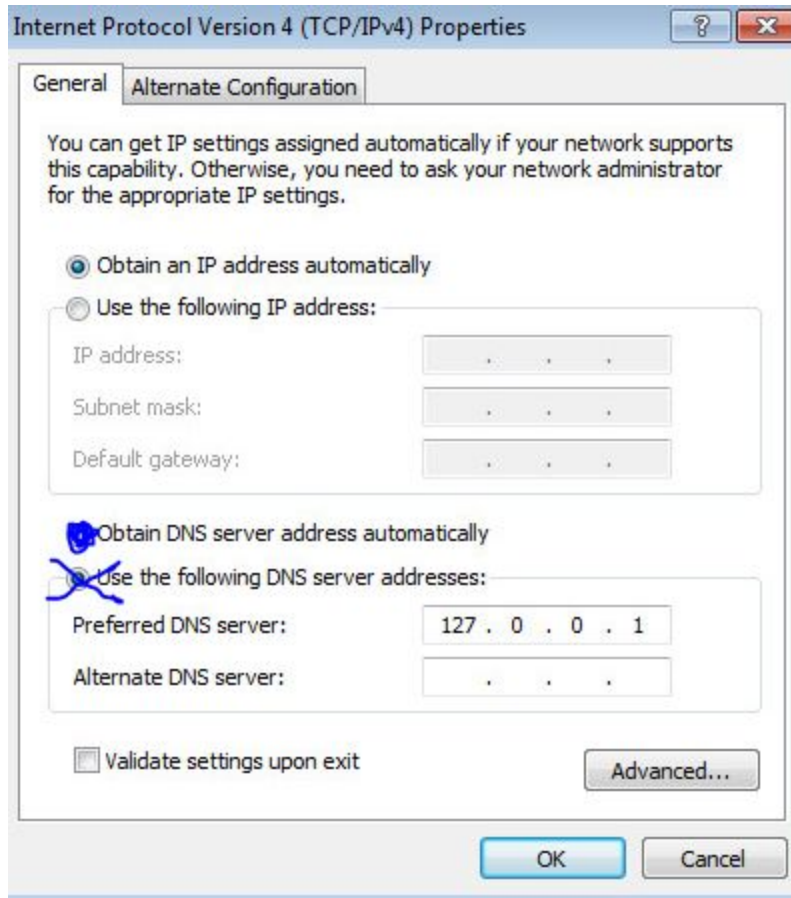 Internet Protocol Version 4 (TCP/IPv4) Properties
General
Alternate Configuration
You can get IP settings assigned automatically if your network supports
this capability. Otherwise, you need to ask your network administrator
for the appropriate IP settings.
Obtain an IP address automatically
Use the following IP address:
IP address:
. . .
Subnet mask:
. . .
Default gateway:
. . .
Obtain DNS server address automatically
Use the following DNS server addresses:
Preferred DNS server:
127 . 0 . 0 . 1
Alternate DNS server:
. . .
Validate settings upon exit
Advanced...
OK
Cancel